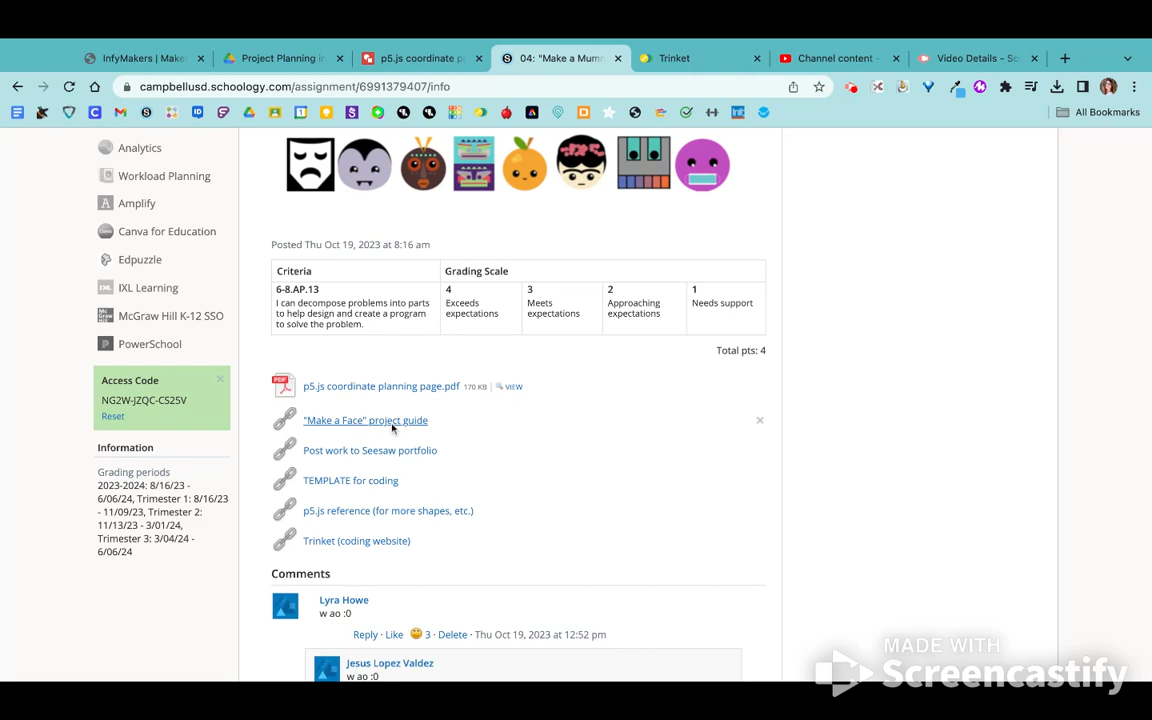 InfyMakers | Make
Project Planning in
p5.js coordinate p
04: "Make a Mum
Trinket
Channel content -
Video Details - Sc
campbellusd.schoology.com/assignment/6991379407/info
All Bookmarks
Analytics
Workload Planning
Amplify
Canva for Education
Edpuzzle
IXL Learning
McGraw Hill K-12 SSO
PowerSchool
Access Code
NG2W-JZQC-CS25V
Reset
Information
Grading periods
2023-2024: 8/16/23 -
6/06/24, Trimester 1: 8/16/23
- 11/09/23, Trimester 2:
11/13/23 - 3/01/24,
Trimester 3: 3/04/24 -
6/06/24
Posted Thu Oct 19, 2023 at 8:16 am
Criteria Grading Scale
6-8.AP.13
I can decompose problems into parts
to help design and create a program
to solve the problem.
4
Exceeds
expectations
3
Meets
expectations
2
Approaching
expectations
1
Needs support
Total pts: 4
PDF
p5.js coordinate planning page.pdf 170 KB | VIEW
"Make a Face" project guide
Post work to Seesaw portfolio
TEMPLATE for coding
p5.js reference (for more shapes, etc.)
Trinket (coding website)
Comments
Lyra Howe
w ao :0
Reply · Like 3 · Delete · Thu Oct 19, 2023 at 12:52 pm
Jesus Lopez Valdez
w ao :0
MADE WITH
Screencastify